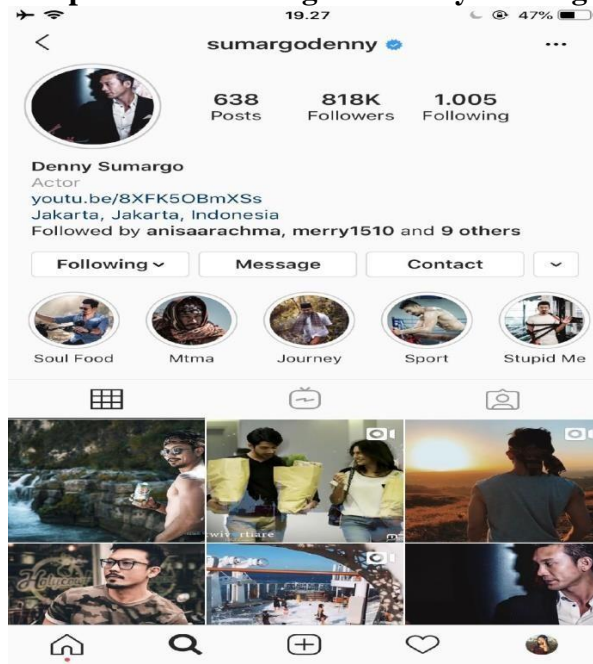 19.27
47%
sumargodenny
638 818K 1.005
Posts Followers Following
Denny Sumargo
Actor
youtu.be/8XFK5OBmXSs
Jakarta, Jakarta, Indonesia
Followed by anisaarachma, merry1510 and 9 others
Following Message Contact
Soul Food Mtma Journey Sport Stupid Me